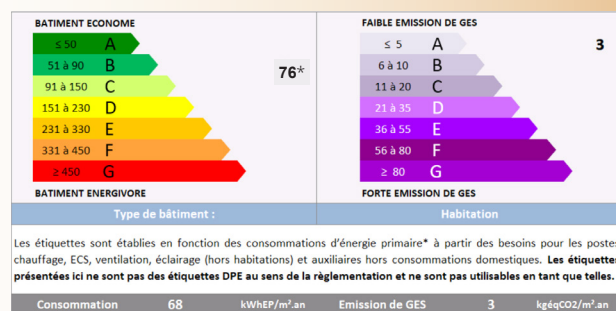 BATIMENT ECONOME
≤ 50 A
51 à 90 B
91 à 150 C
151 à 230 D
231 à 330 E
331 à 450 F
≥ 450 G
BATIMENT ENERGIVORE
76*
FAIBLE EMISSION DE GES
≤ 5 A
6 à 10 B
11 à 20 C
21 à 35 D
36 à 55 E
56 à 80 F
≥ 80 G
FORTE EMISSION DE GES
3
Type de bâtiment : Habitation
Les étiquettes sont établies en fonction des consommations d'énergie primaire* à partir des besoins pour les postes
chauffage, ECS, ventilation, éclairage (hors habitations) et auxiliaires hors consommations domestiques. Les étiquettes
présentées ici ne sont pas des étiquettes DPE au sens de la règlementation et ne sont pas utilisables en tant que telles.
Consommation 68 kWhEP/m².an Emission de GES 3 kgéqCO2/m².an